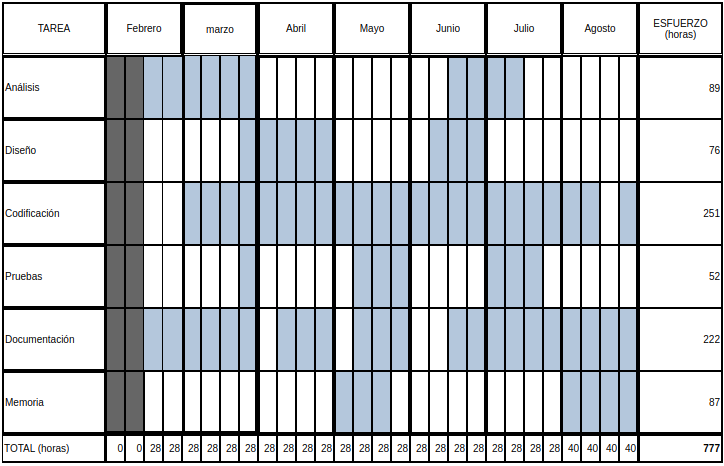 TAREA Febrero marzo Abril Mayo Junio Julio Agosto ESFUERZO
(horas)
Análisis 89
Diseño 76
Codificación 251
Pruebas 52
Documentación 222
Memoria 87
TOTAL (horas) 0 0 28 28 28 28 28 28 28 28 28 28 28 28 28 28 28 28 28 28 28 28 28 28 40 40 40 40 777